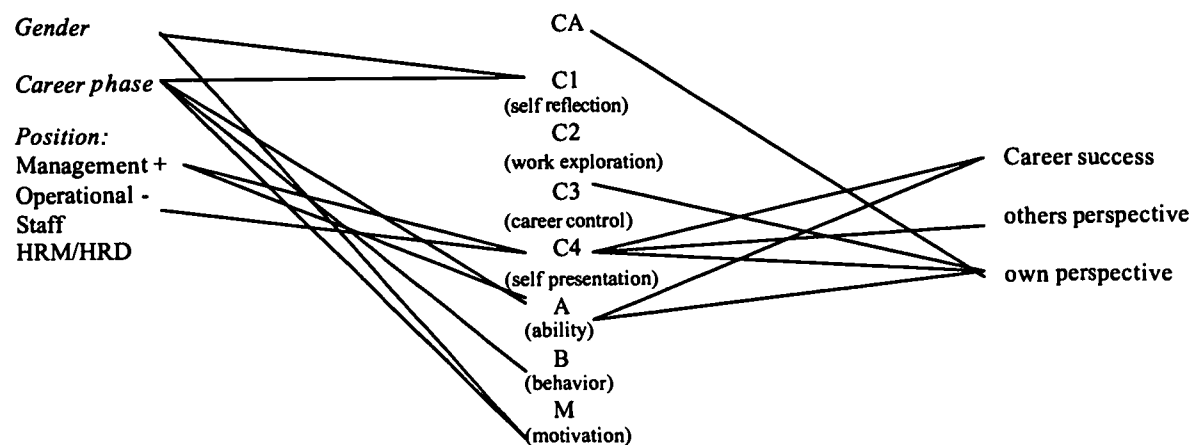 Gender
Career phase
Position:
Management +
Operational -
Staff
HRM/HRD
CA
C1
(self reflection)
C2
(work exploration)
C3
(career control)
C4
(self presentation)
A
(ability)
B
(behavior)
M
(motivation)
Career success
others perspective
own perspective